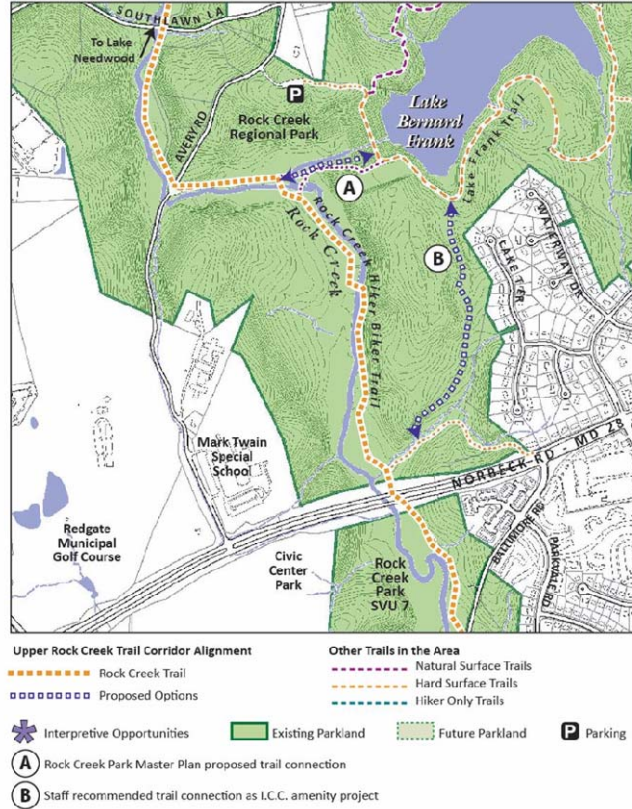 SOUTHLAWN LA
To Lake
Needwood
AVERY RD
P
Rock Creek
Regional Park
Lake
Bernard
Frank
Lake Frank Trail
A
B
Rock Creek Hiker Biker Trail
Rock Creek
WATERWAY DR
LAKE TER
Mark Twain
Special
School
NORBECK RD - MD 28
BALTIMORE RD
PARKVALE RD
Redgate
Municipal
Golf Course
Civic
Center
Park
Rock
Creek
Park
SVU 7
Upper Rock Creek Trail Corridor Alignment
Rock Creek Trail
Proposed Options
Other Trails in the Area
Natural Surface Trails
Hard Surface Trails
Hiker Only Trails
Interpretive Opportunities
Existing Parkland
Future Parkland
P Parking
A Rock Creek Park Master Plan proposed trail connection
B Staff recommended trail connection as I.C.C. amenity project